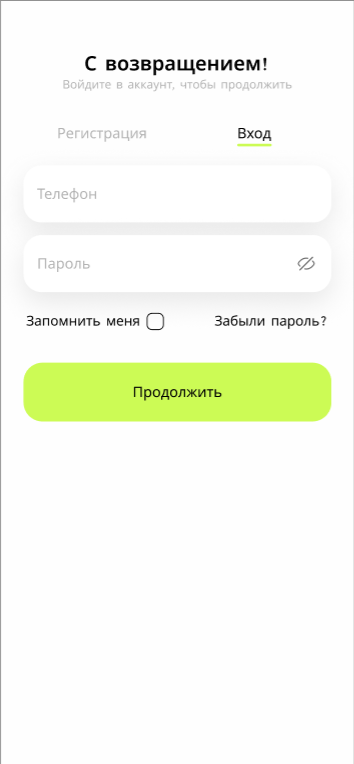 С возвращением!
Войдите в аккаунт, чтобы продолжить
Регистрация Вход
Телефон
Пароль
Запомнить меня Забыли пароль?
Продолжить